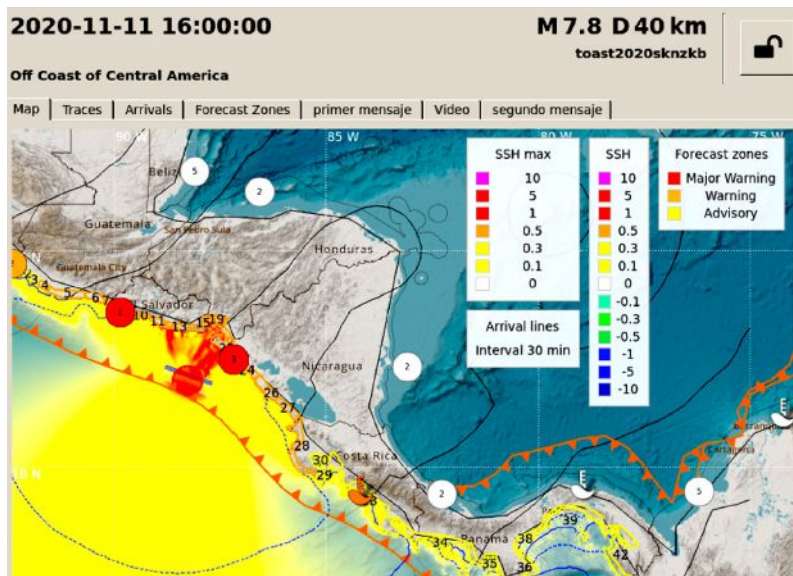 2020-11-11 16:00:00
M 7.8 D 40 km
toast2020sknzkb
Off Coast of Central America
Map
Traces
Arrivals
Forecast Zones
primer mensaje
Video
segundo mensaje
90 W
85 W
80 W
75 W
SSH max
10
5
1
0.5
0.3
0.1
0
SSH
10
5
1
0.5
0.3
0.1
0
-0.1
-0.3
-0.5
-1
-5
-10
Forecast zones
Major Warning
Warning
Advisory
Arrival lines
Interval 30 min
Beliz
5
2
Guatemala
San Pedro Sula
Honduras
Guatemala City
3
4
5
6
7
l Salvador
10
11
13
15
19
3
24
Nicaragua
2
26
27
28
30
29
Costa Rica
10 N
2
5
Cartagena
34
35
Panamá
38
36
39
42